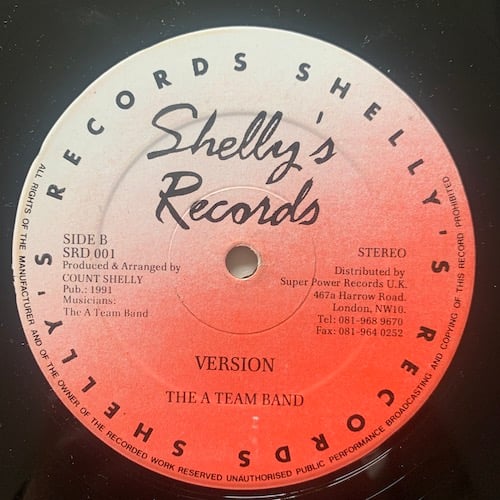 SHELLY'S RECORDS SHELLY'S RECORDS
Shelly's
Records
SIDE B
SRD 001
Produced & Arranged by
COUNT SHELLY
Pub.: 1991
Musicians:
The A Team Band
STEREO
Distributed by
Super Power Records U.K.
467a Harrow Road.
London, NW10.
Tel: 081-968 9670
Fax: 081-964 0252
VERSION
THE A TEAM BAND
ALL RIGHTS OF THE MANUFACTURER AND OF THE OWNER OF THE RECORDED WORK RESERVED UNAUTHORISED PUBLIC PERFORMANCE BROADCASTING AND COPYING OF THIS RECORD PROHIBITED